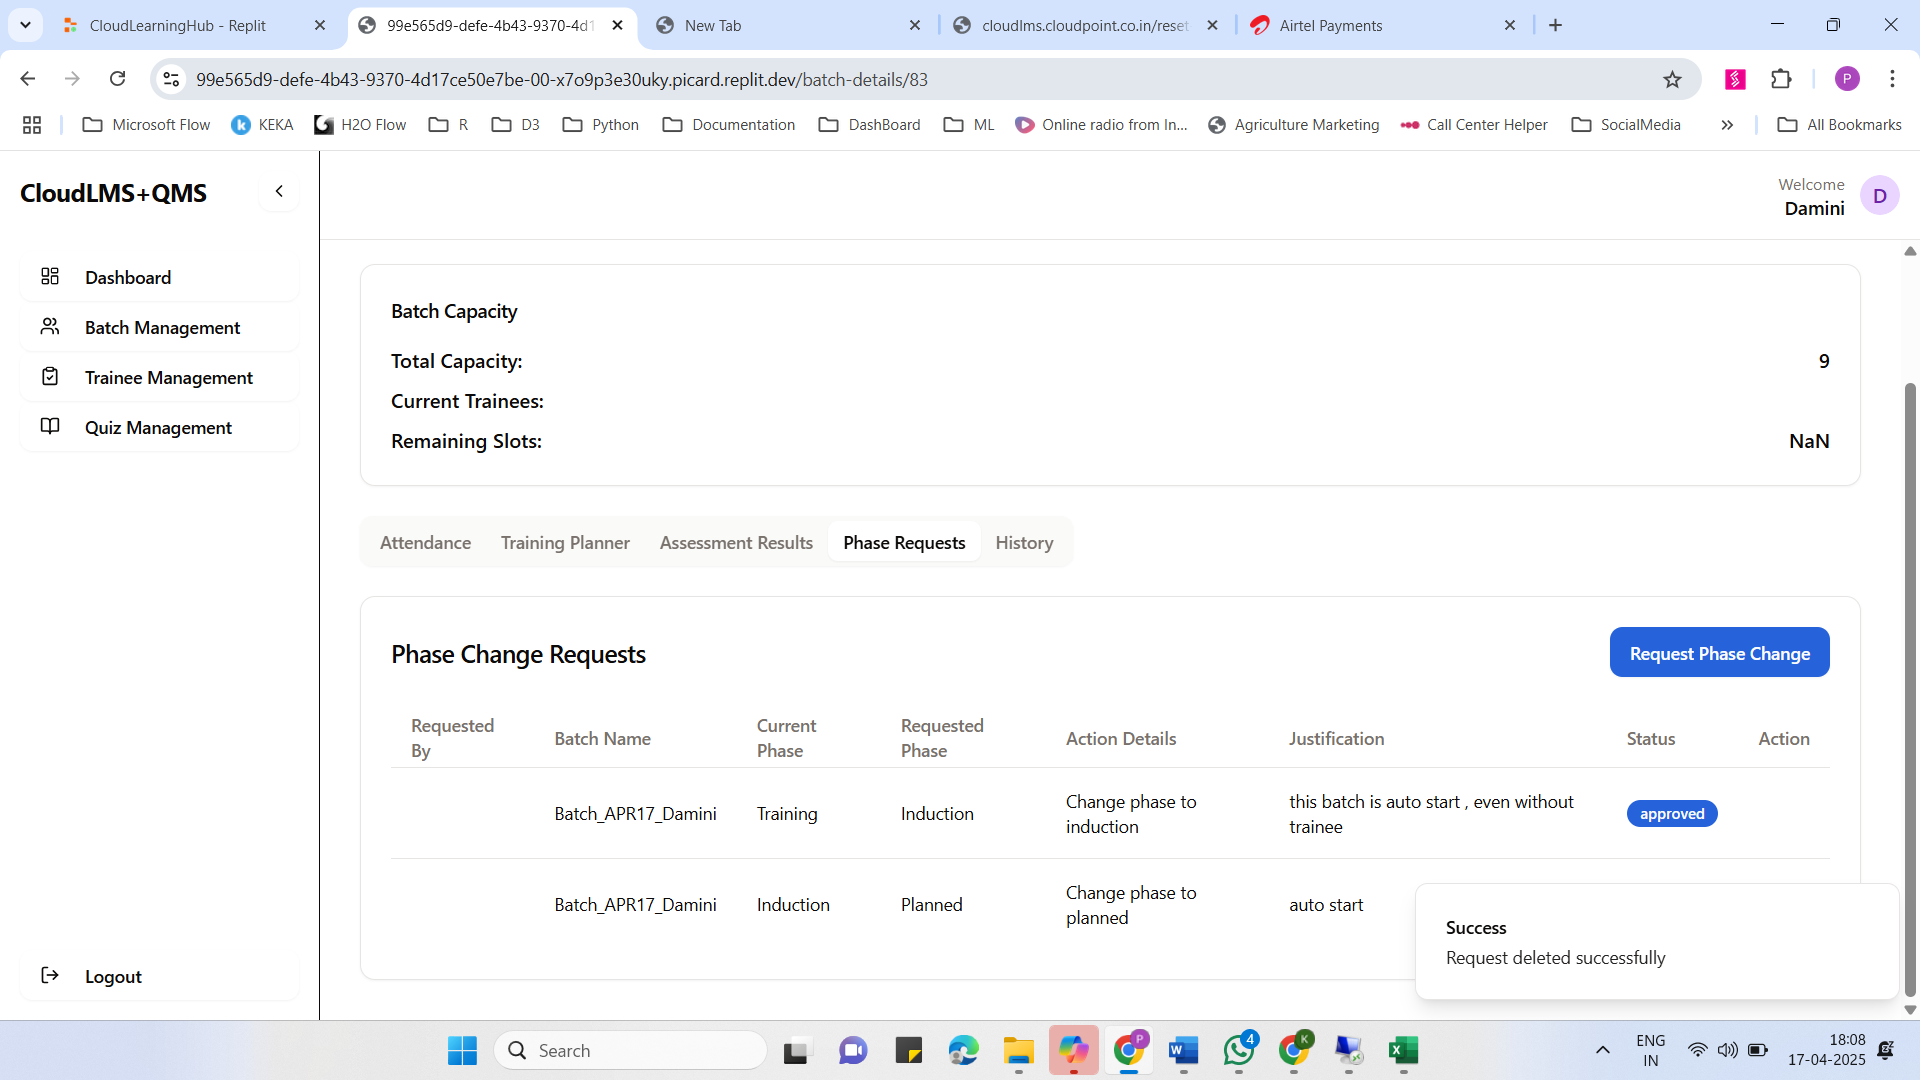 CloudLearningHub - Replit
99e565d9-defe-4b43-9370-4d1
New Tab
cloudlms.cloudpoint.co.in/reset
Airtel Payments
99e565d9-defe-4b43-9370-4d17ce50e7be-00-x7o9p3e30uky.picard.replit.dev/batch-details/83
P
Microsoft Flow
KEKA
H2O Flow
R
D3
Python
Documentation
DashBoard
ML
Online radio from In...
Agriculture Marketing
Call Center Helper
SocialMedia
All Bookmarks
CloudLMS+QMS
Welcome
Damini
D
Dashboard
Batch Management
Trainee Management
Quiz Management
Logout
Batch Capacity
Total Capacity: 9
Current Trainees:
Remaining Slots: NaN
Attendance Training Planner Assessment Results Phase Requests History
Phase Change Requests
Request Phase Change
Requested By Batch Name Current Phase Requested Phase Action Details Justification Status Action
Batch_APR17_Damini Training Induction Change phase to induction this batch is auto start , even without trainee approved
Batch_APR17_Damini Induction Planned Change phase to planned auto start
Success
Request deleted successfully
Search
P
4
K
ENG
IN
18:08
17-04-2025